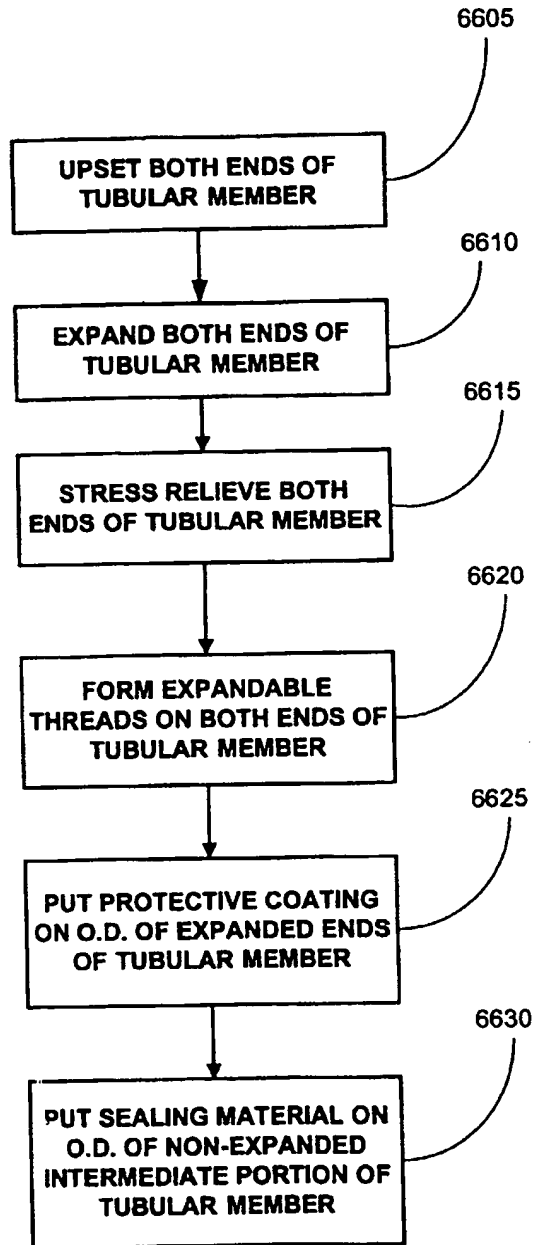 6605
UPSET BOTH ENDS OF
TUBULAR MEMBER
6610
EXPAND BOTH ENDS OF
TUBULAR MEMBER
6615
STRESS RELIEVE BOTH
ENDS OF TUBULAR MEMBER
6620
FORM EXPANDABLE
THREADS ON BOTH ENDS OF
TUBULAR MEMBER
6625
PUT PROTECTIVE COATING
ON O.D. OF EXPANDED ENDS
OF TUBULAR MEMBER
6630
PUT SEALING MATERIAL ON
O.D. OF NON-EXPANDED
INTERMEDIATE PORTION OF
TUBULAR MEMBER